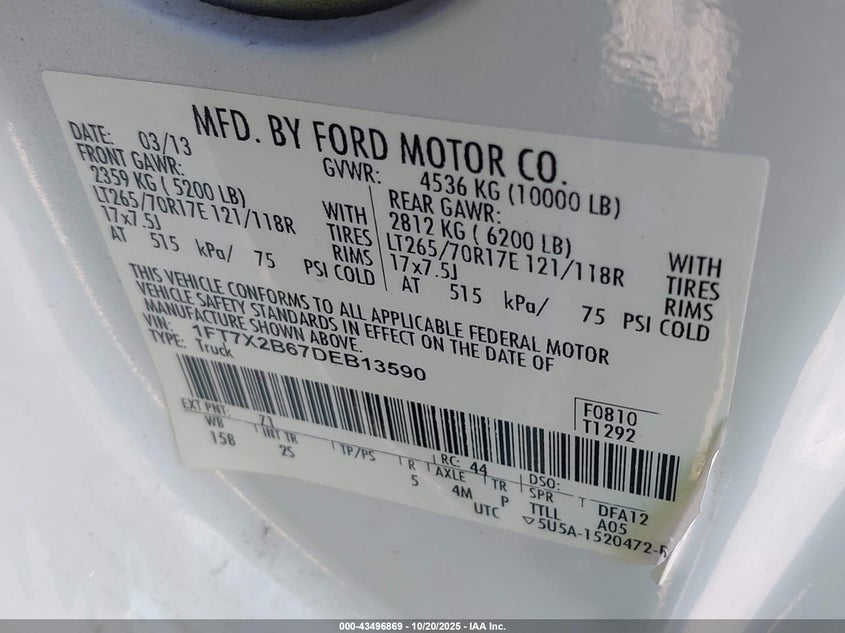 MFD. BY FORD MOTOR CO.
DATE: 03/13
GVWR: 4536 KG (10000 LB)
FRONT GAWR:
2359 KG ( 5200 LB)
LT265/70R17E 121/118R
17x7.5J
AT 515 kPa/ 75 PSI COLD
WITH
TIRES
RIMS
REAR GAWR:
2812 KG ( 6200 LB)
LT265/70R17E 121/118R
17x7.5J
AT 515 kPa/ 75 PSI COLD
WITH
TIRES
RIMS
THIS VEHICLE CONFORMS TO ALL APPLICABLE FEDERAL MOTOR
VEHICLE SAFETY STANDARDS IN EFFECT ON THE DATE OF
MANUFACTURE SHOWN ABOVE.
VIN: 1FT7X2B67DEB13590
TYPE: Truck
F0810
T1292
EXT PNT: Z1 RC: 44 DSO:
WB INT TR TP/PS R AXLE TR SPR T
158 2S 5 4M P TTLL DFA12
A05
UTC ▽5U5A-1520472-
000-43496869 | 10/20/2025 - IAA Inc.